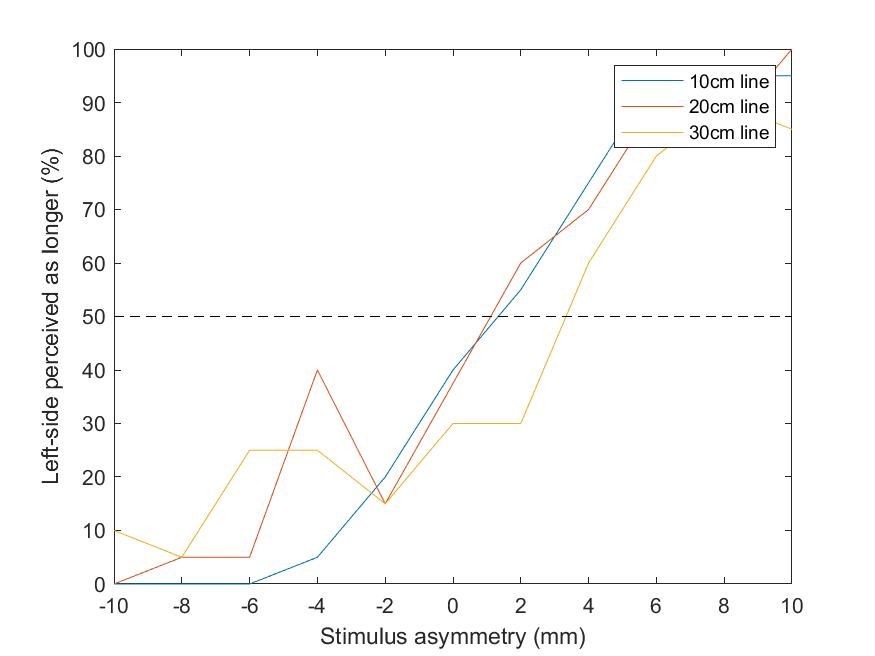 100
90
80
70
60
50
40
30
20
10
0
-10 -8 -6 -4 -2 0 2 4 6 8 10
Left-side perceived as longer (%)
Stimulus asymmetry (mm)
10cm line
20cm line
30cm line